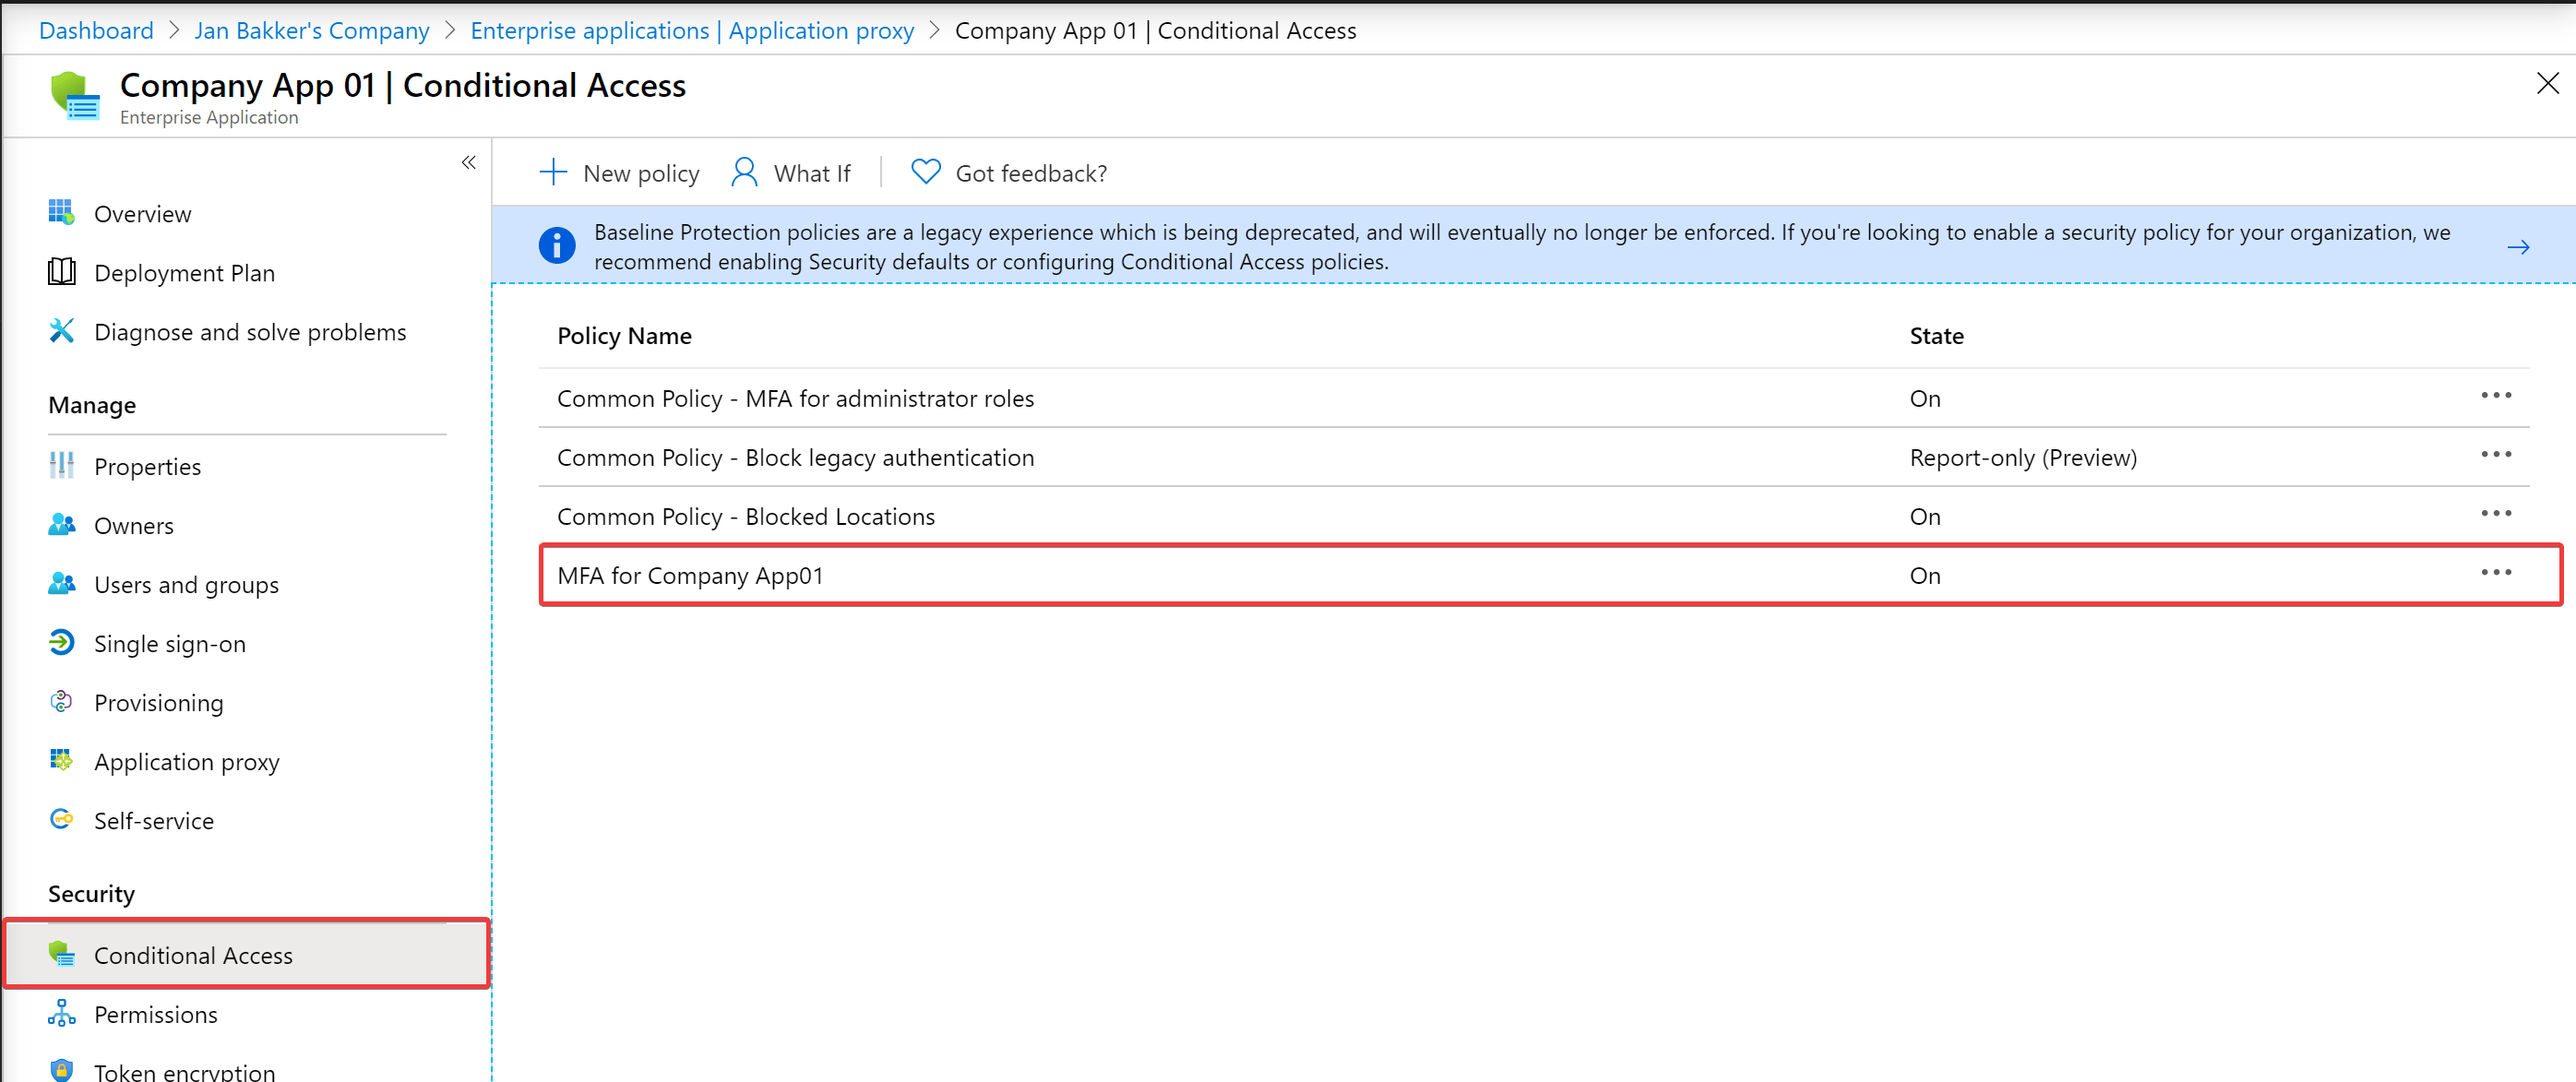 Dashboard > Jan Bakker's Company > Enterprise applications | Application proxy > Company App 01 | Conditional Access
Company App 01 | Conditional Access
Enterprise Application
Overview
Deployment Plan
Diagnose and solve problems
Manage
Properties
Owners
Users and groups
Single sign-on
Provisioning
Application proxy
Self-service
Security
Conditional Access
Permissions
Token encryption
New policy What If Got feedback?
Baseline Protection policies are a legacy experience which is being deprecated, and will eventually no longer be enforced. If you're looking to enable a security policy for your organization, we
recommend enabling Security defaults or configuring Conditional Access policies.
Policy Name State
Common Policy - MFA for administrator roles On
Common Policy - Block legacy authentication Report-only (Preview)
Common Policy - Blocked Locations On
MFA for Company App01 On